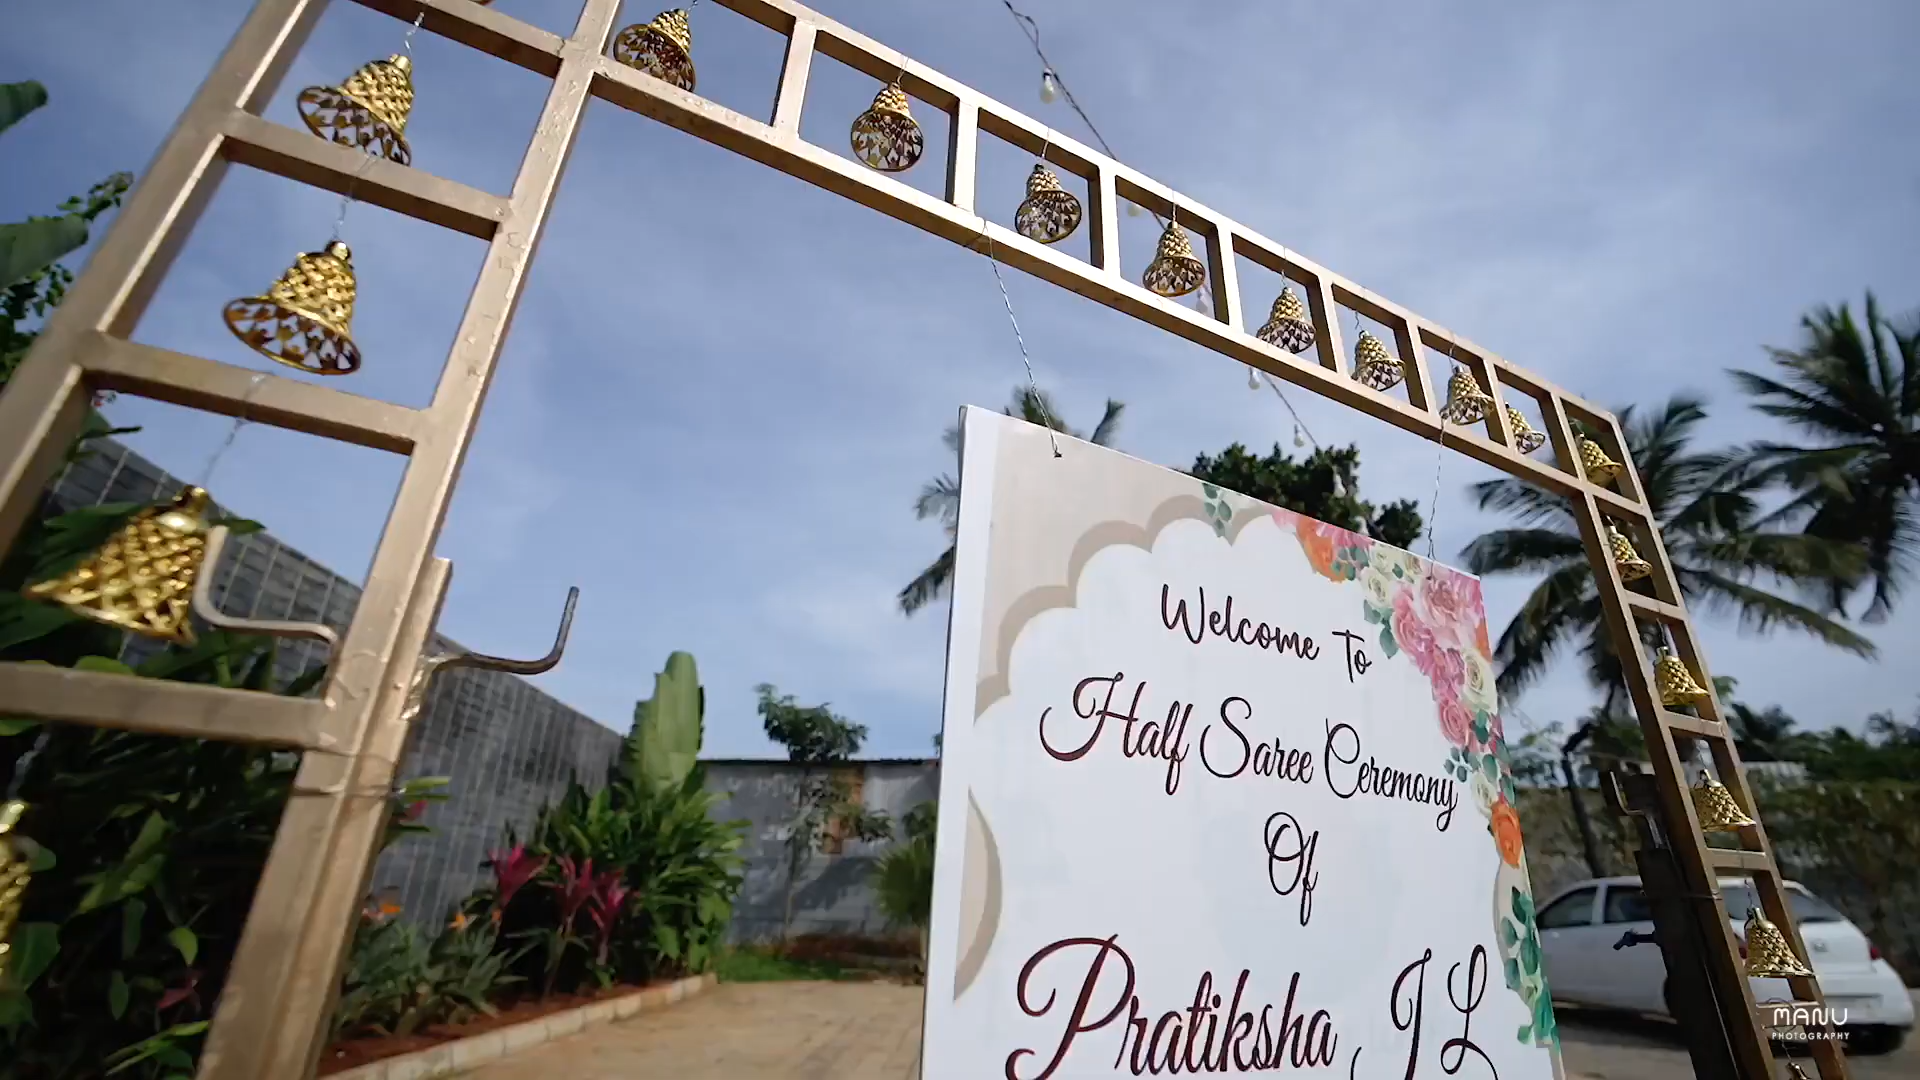 Welcome To
Half Saree Ceremony
Of
Pratiksha J L
MANU
PHOTOGRAPHY